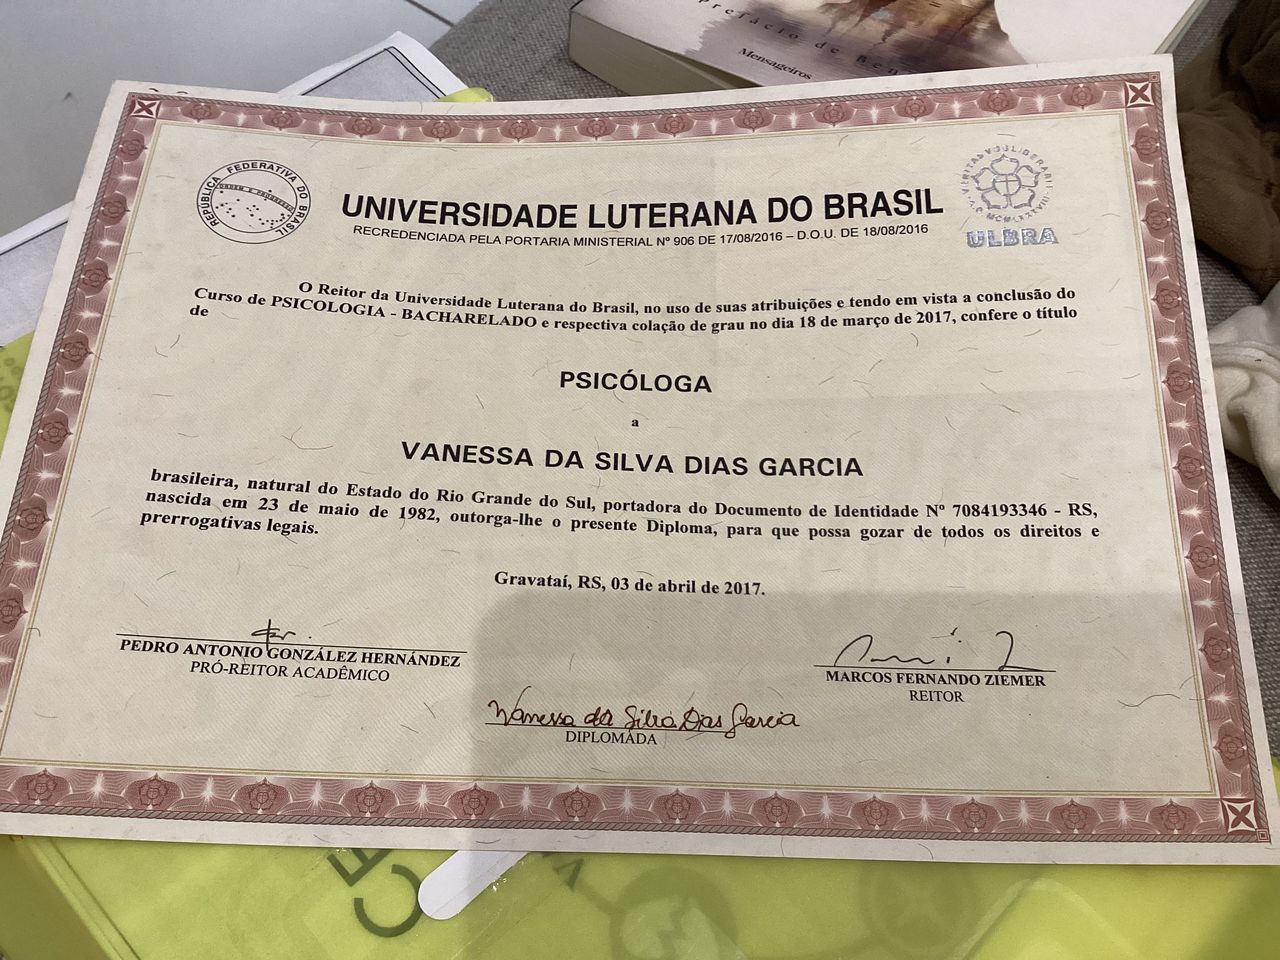 prefácio de Ben
Mensageiros
REPÚBLICA FEDERATIVA DO BRASIL
ORDEM E PROGRESSO
UNIVERSIDADE LUTERANA DO BRASIL
RECREDENCIADA PELA PORTARIA MINISTERIAL Nº 906 DE 17/08/2016 – D.O.U. DE 18/08/2016
ULBRA
O Reitor da Universidade Luterana do Brasil, no uso de suas atribuições e tendo em vista a conclusão do
Curso de PSICOLOGIA - BACHARELADO e respectiva colação de grau no dia 18 de março de 2017, confere o título
de
PSICÓLOGA
a
VANESSA DA SILVA DIAS GARCIA
brasileira, natural do Estado do Rio Grande do Sul, portadora do Documento de Identidade Nº 7084193346 - RS,
nascida em 23 de maio de 1982, outorga-lhe o presente Diploma, para que possa gozar de todos os direitos e
prerrogativas legais.
Gravataí, RS, 03 de abril de 2017.
PEDRO ANTONIO GONZÁLEZ HERNÁNDEZ
PRÓ-REITOR ACADÊMICO
MARCOS FERNANDO ZIEMER
REITOR
Vanessa da Silva Dias Garcia
DIPLOMADA